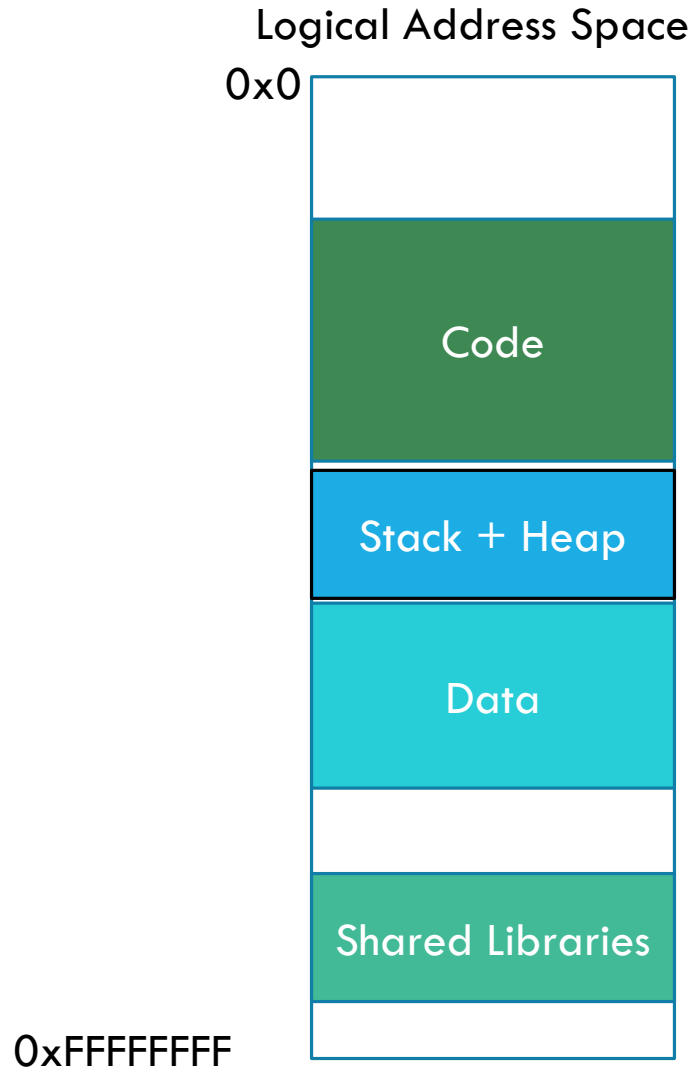 Logical Address Space
0x0
Code
Stack + Heap
Data
Shared Libraries
0xFFFFFFFF